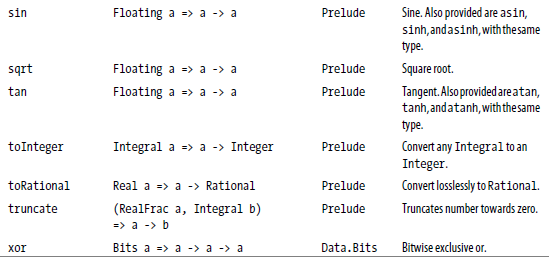 sin Floating a => a -> a Prelude Sine. Also provided are asin,
sinh, and asinh, with the same
type.
sqrt Floating a => a -> a Prelude Square root.
tan Floating a => a -> a Prelude Tangent. Also provided are atan,
tanh, and atanh, with the same
type.
toInteger Integral a => a -> Integer Prelude Convert any Integral to an
Integer.
toRational Real a => a -> Rational Prelude Convert losslessly to Rational.
truncate (RealFrac a, Integral b) Prelude Truncates number towards zero.
=> a -> b
xor Bits a => a -> a -> a Data.Bits Bitwise exclusive or.